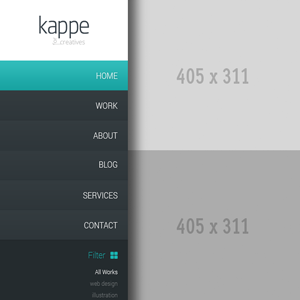 kappe
creatives
HOME
405 x 311
WORK
ABOUT
BLOG
SERVICES
CONTACT
405 x 311
Filter
All Works
web design
illustration